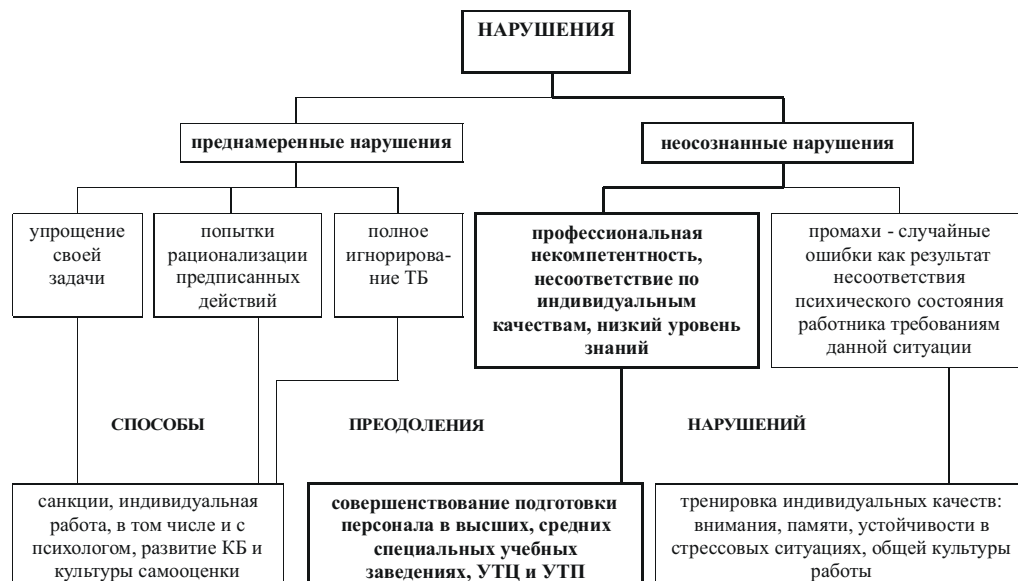 НАРУШЕНИЯ
преднамеренные нарушения
неосознанные нарушения
упрощение
своей
задачи
попытки
рационализации
предписанных
действий
полное
игнорирова-
ние ТБ
профессиональная
некомпетентность,
несоответствие по
индивидуальным
качествам, низкий уровень
знаний
промахи - случайные
ошибки как результат
несоответствия
психического состояния
работника требованиям
данной ситуации
СПОСОБЫ ПРЕОДОЛЕНИЯ НАРУШЕНИЙ
санкции, индивидуальная
работа, в том числе и с
психологом, развитие КБ и
культуры самооценки
совершенствование подготовки
персонала в высших, средних
специальных учебных
заведениях, УТЦ и УТП
тренировка индивидуальных качеств:
внимания, памяти, устойчивости в
стрессовых ситуациях, общей культуры
работы